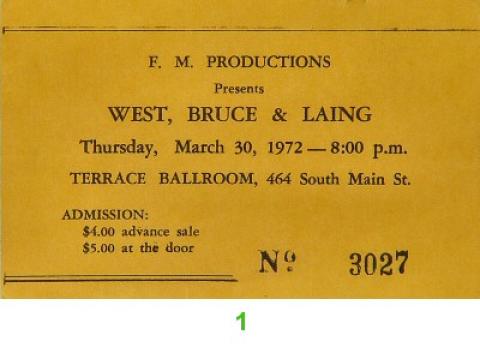 F. M. PRODUCTIONS
Presents
WEST, BRUCE & LAING
Thursday, March 30, 1972 — 8:00 p.m.
TERRACE BALLROOM, 464 South Main St.
ADMISSION:
$4.00 advance sale
$5.00 at the door
No. 3027
1